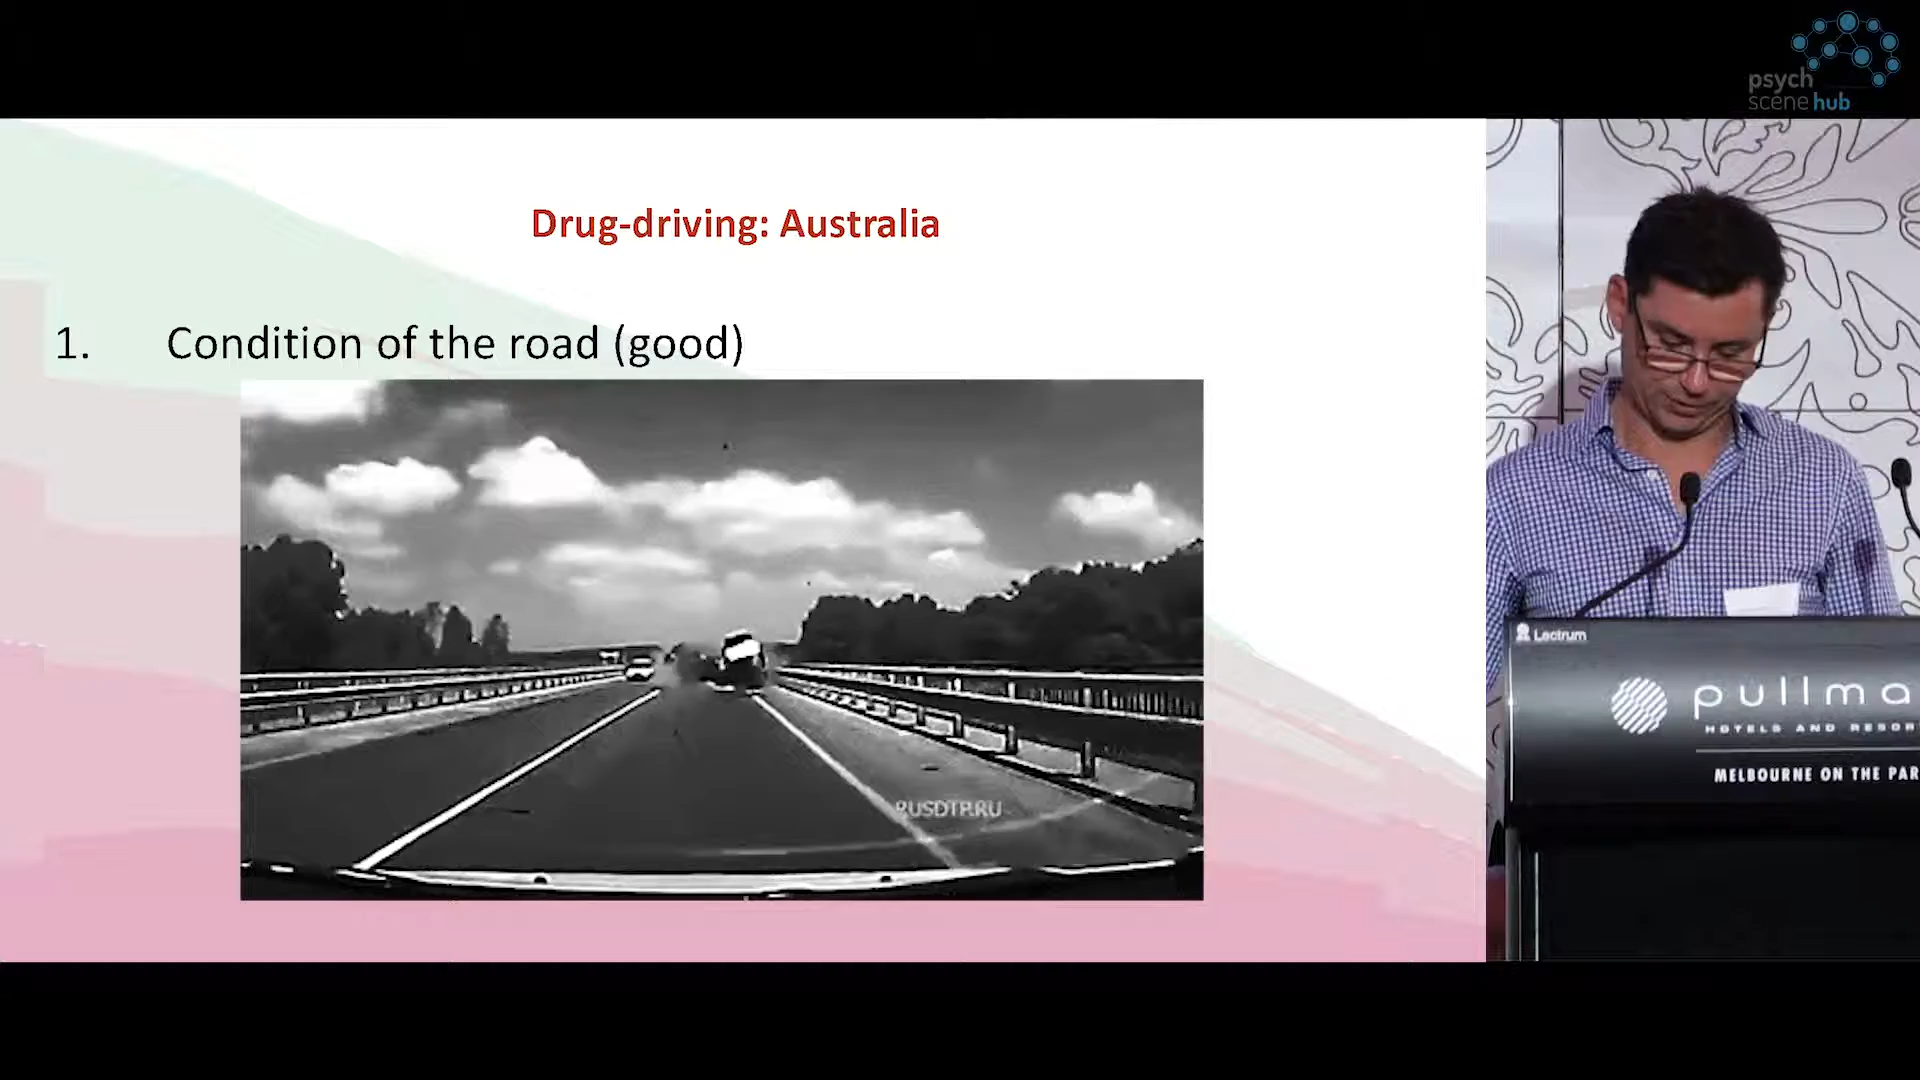 psych
scene hub
Drug-driving: Australia
1. Condition of the road (good)
RUSDTP.RU
Lectrum
pullma
HOTELS AND RESOR
MELBOURNE ON THE PAR